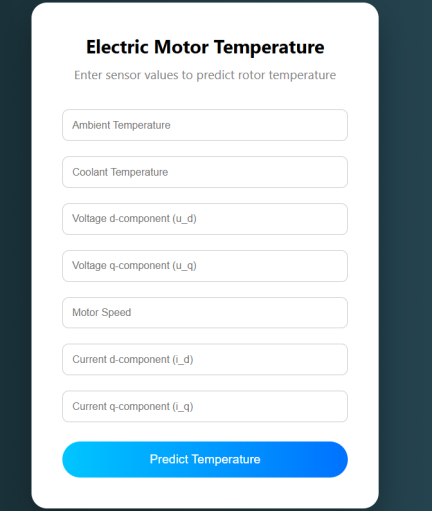 Electric Motor Temperature
Enter sensor values to predict rotor temperature
Ambient Temperature
Coolant Temperature
Voltage d-component (u_d)
Voltage q-component (u_q)
Motor Speed
Current d-component (i_d)
Current q-component (i_q)
Predict Temperature